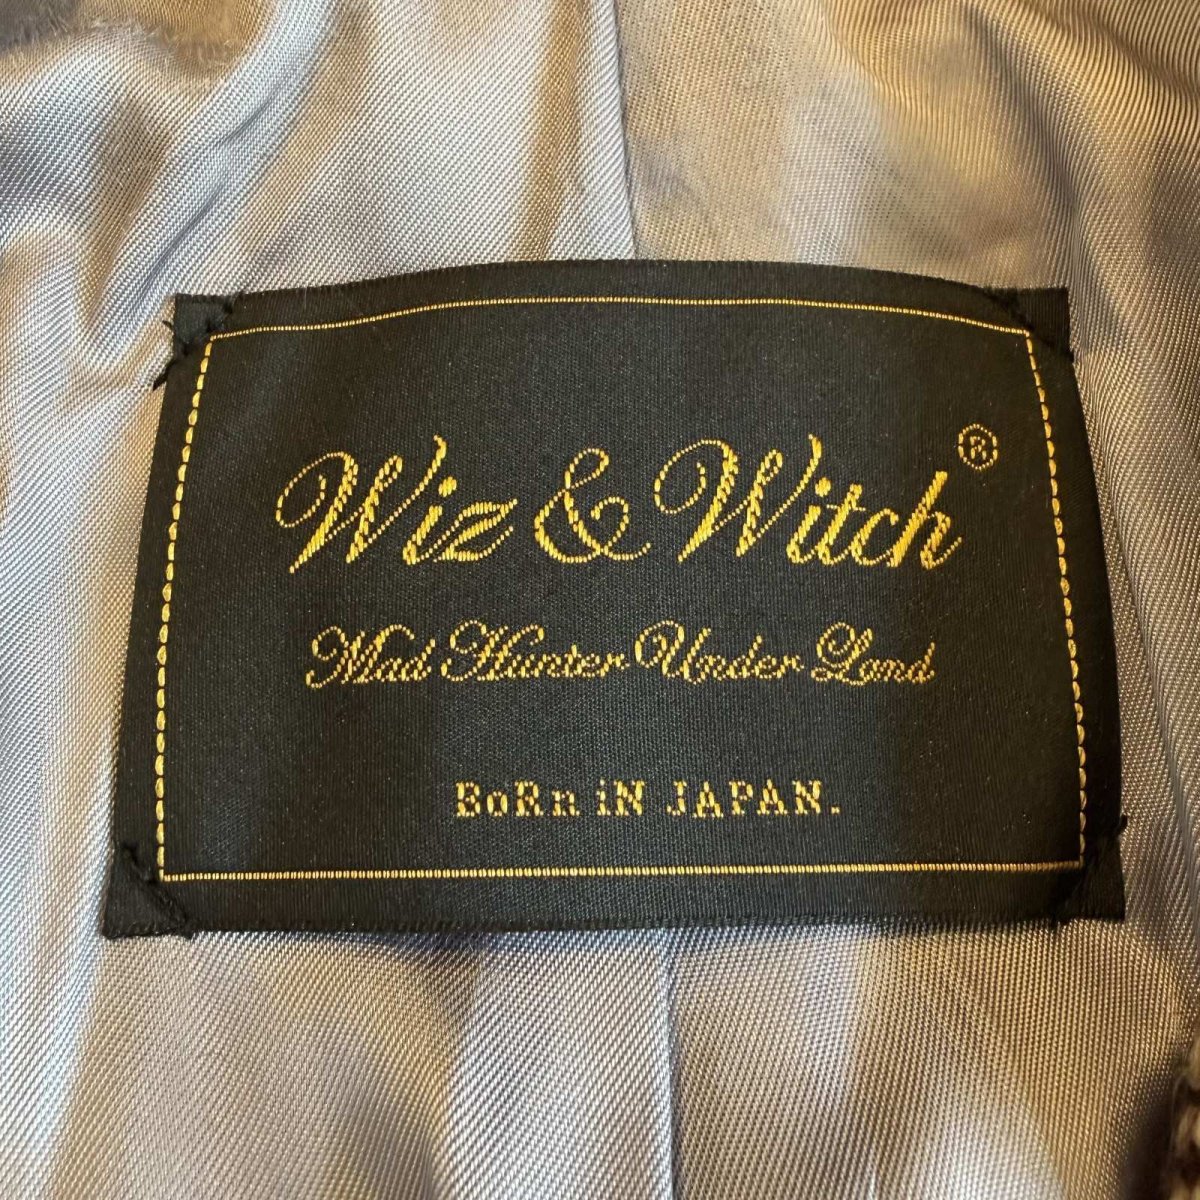 Wiz & Witch®
Mad Hunter Under Land
BoRn iN JAPAN.